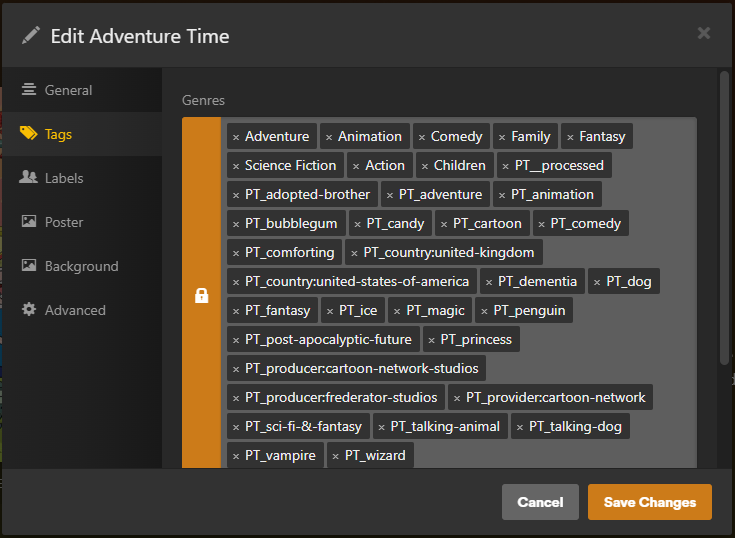 Edit Adventure Time ×
General
Tags
Labels
Poster
Background
Advanced
Genres
× Adventure × Animation × Comedy × Family × Fantasy
× Science Fiction × Action × Children × PT__processed
× PT_adopted-brother × PT_adventure × PT_animation
× PT_bubblegum × PT_candy × PT_cartoon × PT_comedy
× PT_comforting × PT_country:united-kingdom
× PT_country:united-states-of-america × PT_dementia × PT_dog
× PT_fantasy × PT_ice × PT_magic × PT_penguin
× PT_post-apocalyptic-future × PT_princess
× PT_producer:cartoon-network-studios
× PT_producer:frederator-studios × PT_provider:cartoon-network
× PT_sci-fi-&-fantasy × PT_talking-animal × PT_talking-dog
× PT_vampire × PT_wizard
Cancel Save Changes